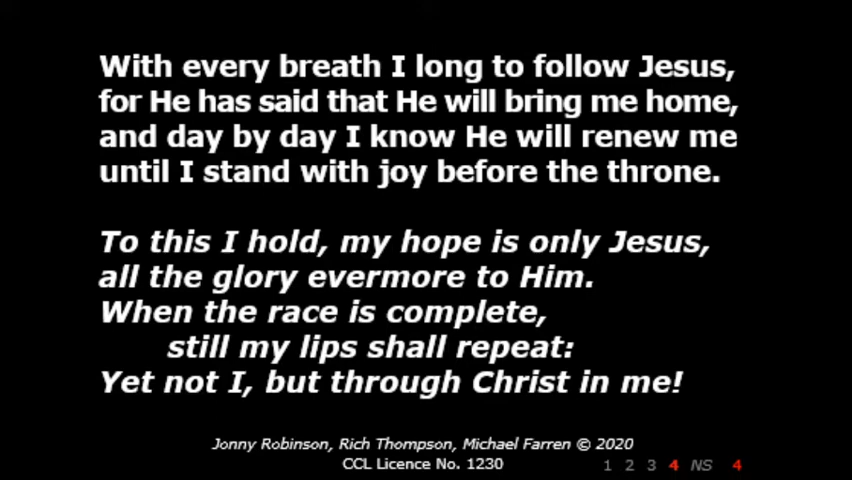 With every breath I long to follow Jesus,
for He has said that He will bring me home,
and day by day I know He will renew me
until I stand with joy before the throne.
To this I hold, my hope is only Jesus,
all the glory evermore to Him.
When the race is complete,
still my lips shall repeat:
Yet not I, but through Christ in me!
Jonny Robinson, Rich Thompson, Michael Farren © 2020
CCL Licence No. 1230
1 2 3 4 NS 4